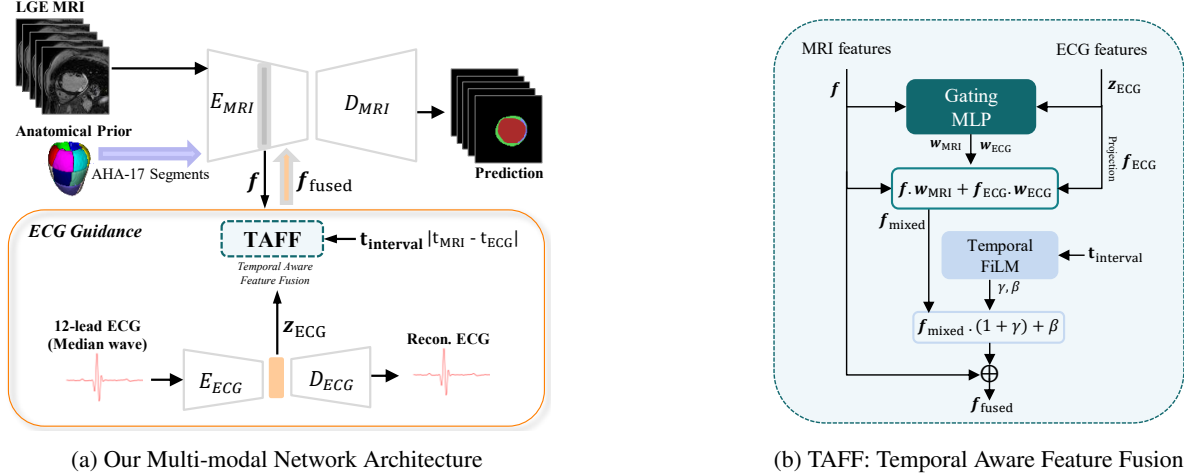 LGE MRI
E_MRI
D_MRI
Anatomical Prior
AHA-17 Segments
Prediction
f
f_fused
ECG Guidance
TAFF
t_interval |t_MRI - t_ECG|
Temporal Aware
Feature Fusion
z_ECG
12-lead ECG
(Median wave)
Recon. ECG
E_ECG
D_ECG
(a) Our Multi-modal Network Architecture
MRI features
ECG features
f
z_ECG
Gating
MLP
w_MRI
w_ECG
Projection
f_ECG
f.w_MRI + f_ECG.w_ECG
f_mixed
Temporal
FiLM
t_interval
γ, β
f_mixed . (1 + γ) + β
⊕
f_fused
(b) TAFF: Temporal Aware Feature Fusion